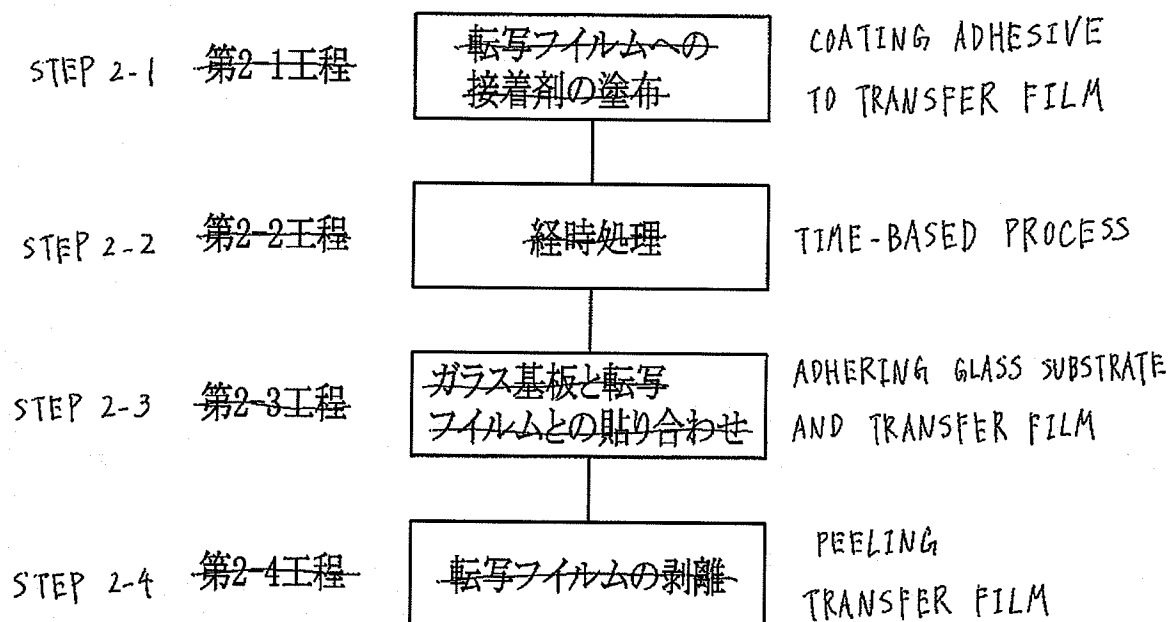 STEP 2-1 第2-1工程 転写フイルムへの 接着剤の塗布 COATING ADHESIVE
TO TRANSFER FILM
STEP 2-2 第2-2工程 経時処理 TIME-BASED PROCESS
STEP 2-3 第2-3工程 ガラス基板と転写 フイルムとの貼り合わせ ADHERING GLASS SUBSTRATE
AND TRANSFER FILM
STEP 2-4 第2-4工程 転写フイルムの剥離 PEELING
TRANSFER FILM